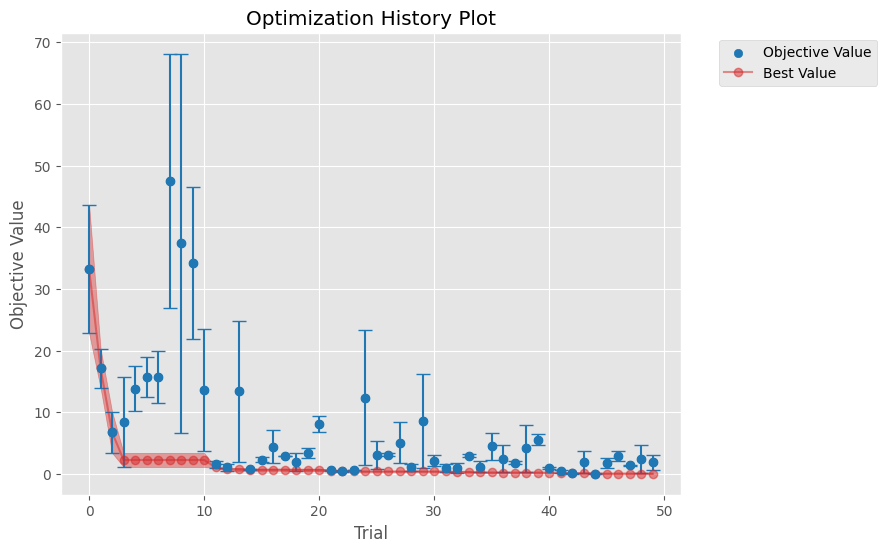 Optimization History Plot
Objective Value
Best Value
Objective Value
70
60
50
40
30
20
10
0
0 10 20 30 40 50
Trial